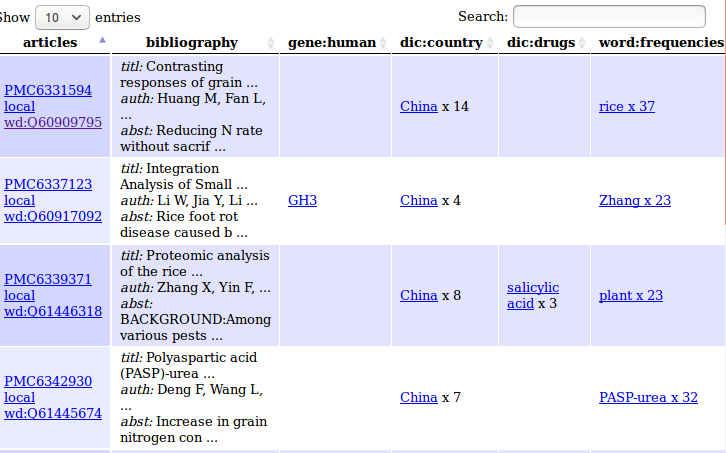 Show 10 entries Search:
articles bibliography gene:human dic:country dic:drugs word:frequencies
PMC6331594
local
wd:Q60909795
titl: Contrasting
responses of grain ...
auth: Huang M, Fan L,
...
abst: Reducing N rate
without sacrif ...
China x 14
rice x 37
PMC6337123
local
wd:Q60917092
titl: Integration
Analysis of Small ...
auth: Li W, Jia Y, Li ...
abst: Rice foot rot
disease caused b ...
GH3
China x 4
Zhang x 23
PMC6339371
local
wd:Q61446318
titl: Proteomic analysis
of the rice ...
auth: Zhang X, Yin F, ...
abst:
BACKGROUND:Among
various pests ...
China x 8
salicylic
acid x 3
plant x 23
PMC6342930
local
wd:Q61445674
titl: Polyaspartic acid
(PASP)-urea ...
auth: Deng F, Wang L,
...
abst: Increase in grain
nitrogen con ...
China x 7
PASP-urea x 32